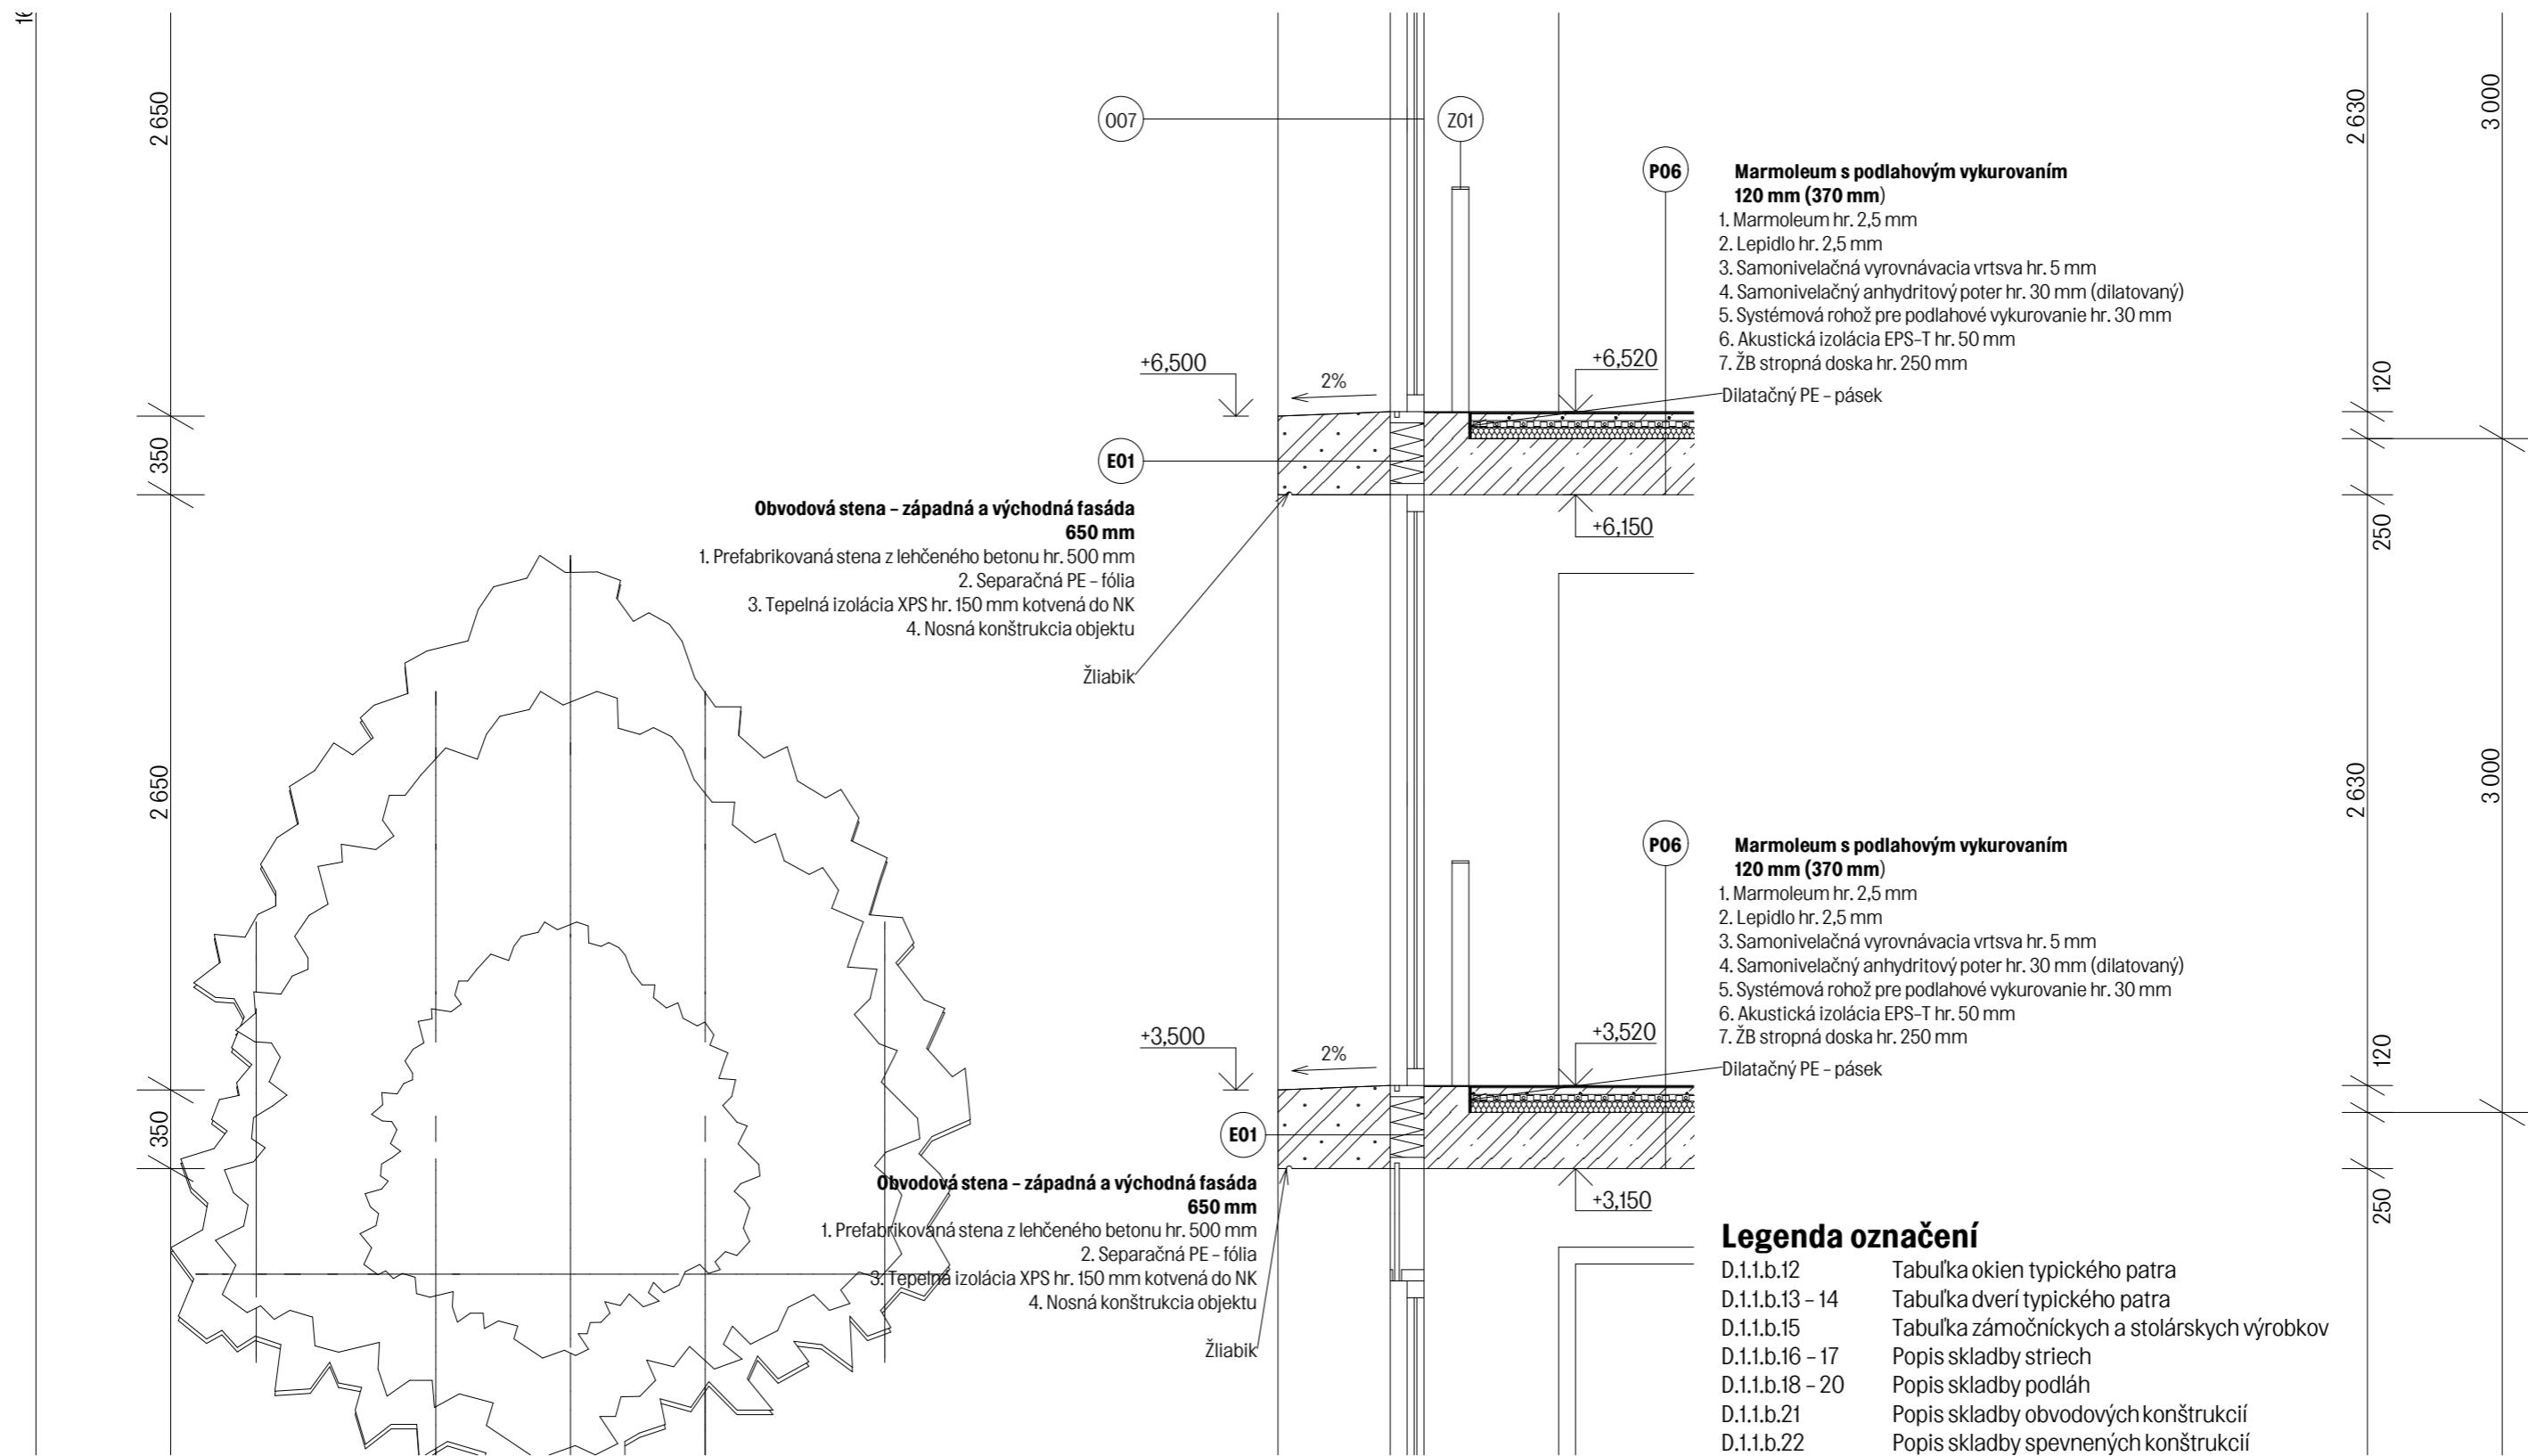 2 650
007
Z01
2 630
3 000
P06
Marmoleum s podlahovým vykurovaním
120 mm (370 mm)
1. Marmoleum hr. 2,5 mm
2. Lepidlo hr. 2,5 mm
3. Samonivelačná vyrovnávacia vrtsva hr. 5 mm
4. Samonivelačný anhydritový poter hr. 30 mm (dilatovaný)
5. Systémová rohož pre podlahové vykurovanie hr. 30 mm
6. Akustická izolácia EPS-T hr. 50 mm
7. ŽB stropná doska hr. 250 mm
Dilatačný PE – pásek
+6,500
2%
+6,520
120
350
E01
Obvodová stena – západná a východná fasáda
650 mm
1. Prefabrikovaná stena z lehčeného betonu hr. 500 mm
2. Separačná PE – fólia
3. Tepelná izolácia XPS hr. 150 mm kotvená do NK
4. Nosná konštrukcia objektu
Žliabik
+6,150
250
2 650
2 630
3 000
P06
Marmoleum s podlahovým vykurovaním
120 mm (370 mm)
1. Marmoleum hr. 2,5 mm
2. Lepidlo hr. 2,5 mm
3. Samonivelačná vyrovnávacia vrtsva hr. 5 mm
4. Samonivelačný anhydritový poter hr. 30 mm (dilatovaný)
5. Systémová rohož pre podlahové vykurovanie hr. 30 mm
6. Akustická izolácia EPS-T hr. 50 mm
7. ŽB stropná doska hr. 250 mm
Dilatačný PE – pásek
+3,500
2%
+3,520
120
350
E01
Obvodová stena – západná a východná fasáda
650 mm
1. Prefabrikovaná stena z lehčeného betonu hr. 500 mm
2. Separačná PE – fólia
3. Tepelná izolácia XPS hr. 150 mm kotvená do NK
4. Nosná konštrukcia objektu
Žliabik
+3,150
250
Legenda označení
D.1.1.b.12 Tabuľka okien typického patra
D.1.1.b.13 – 14 Tabuľka dverí typického patra
D.1.1.b.15 Tabuľka zámočníckych a stolárskych výrobkov
D.1.1.b.16 – 17 Popis skladby striech
D.1.1.b.18 – 20 Popis skladby podláh
D.1.1.b.21 Popis skladby obvodových konštrukcií
D.1.1.b.22 Popis skladby spevnených konštrukcií